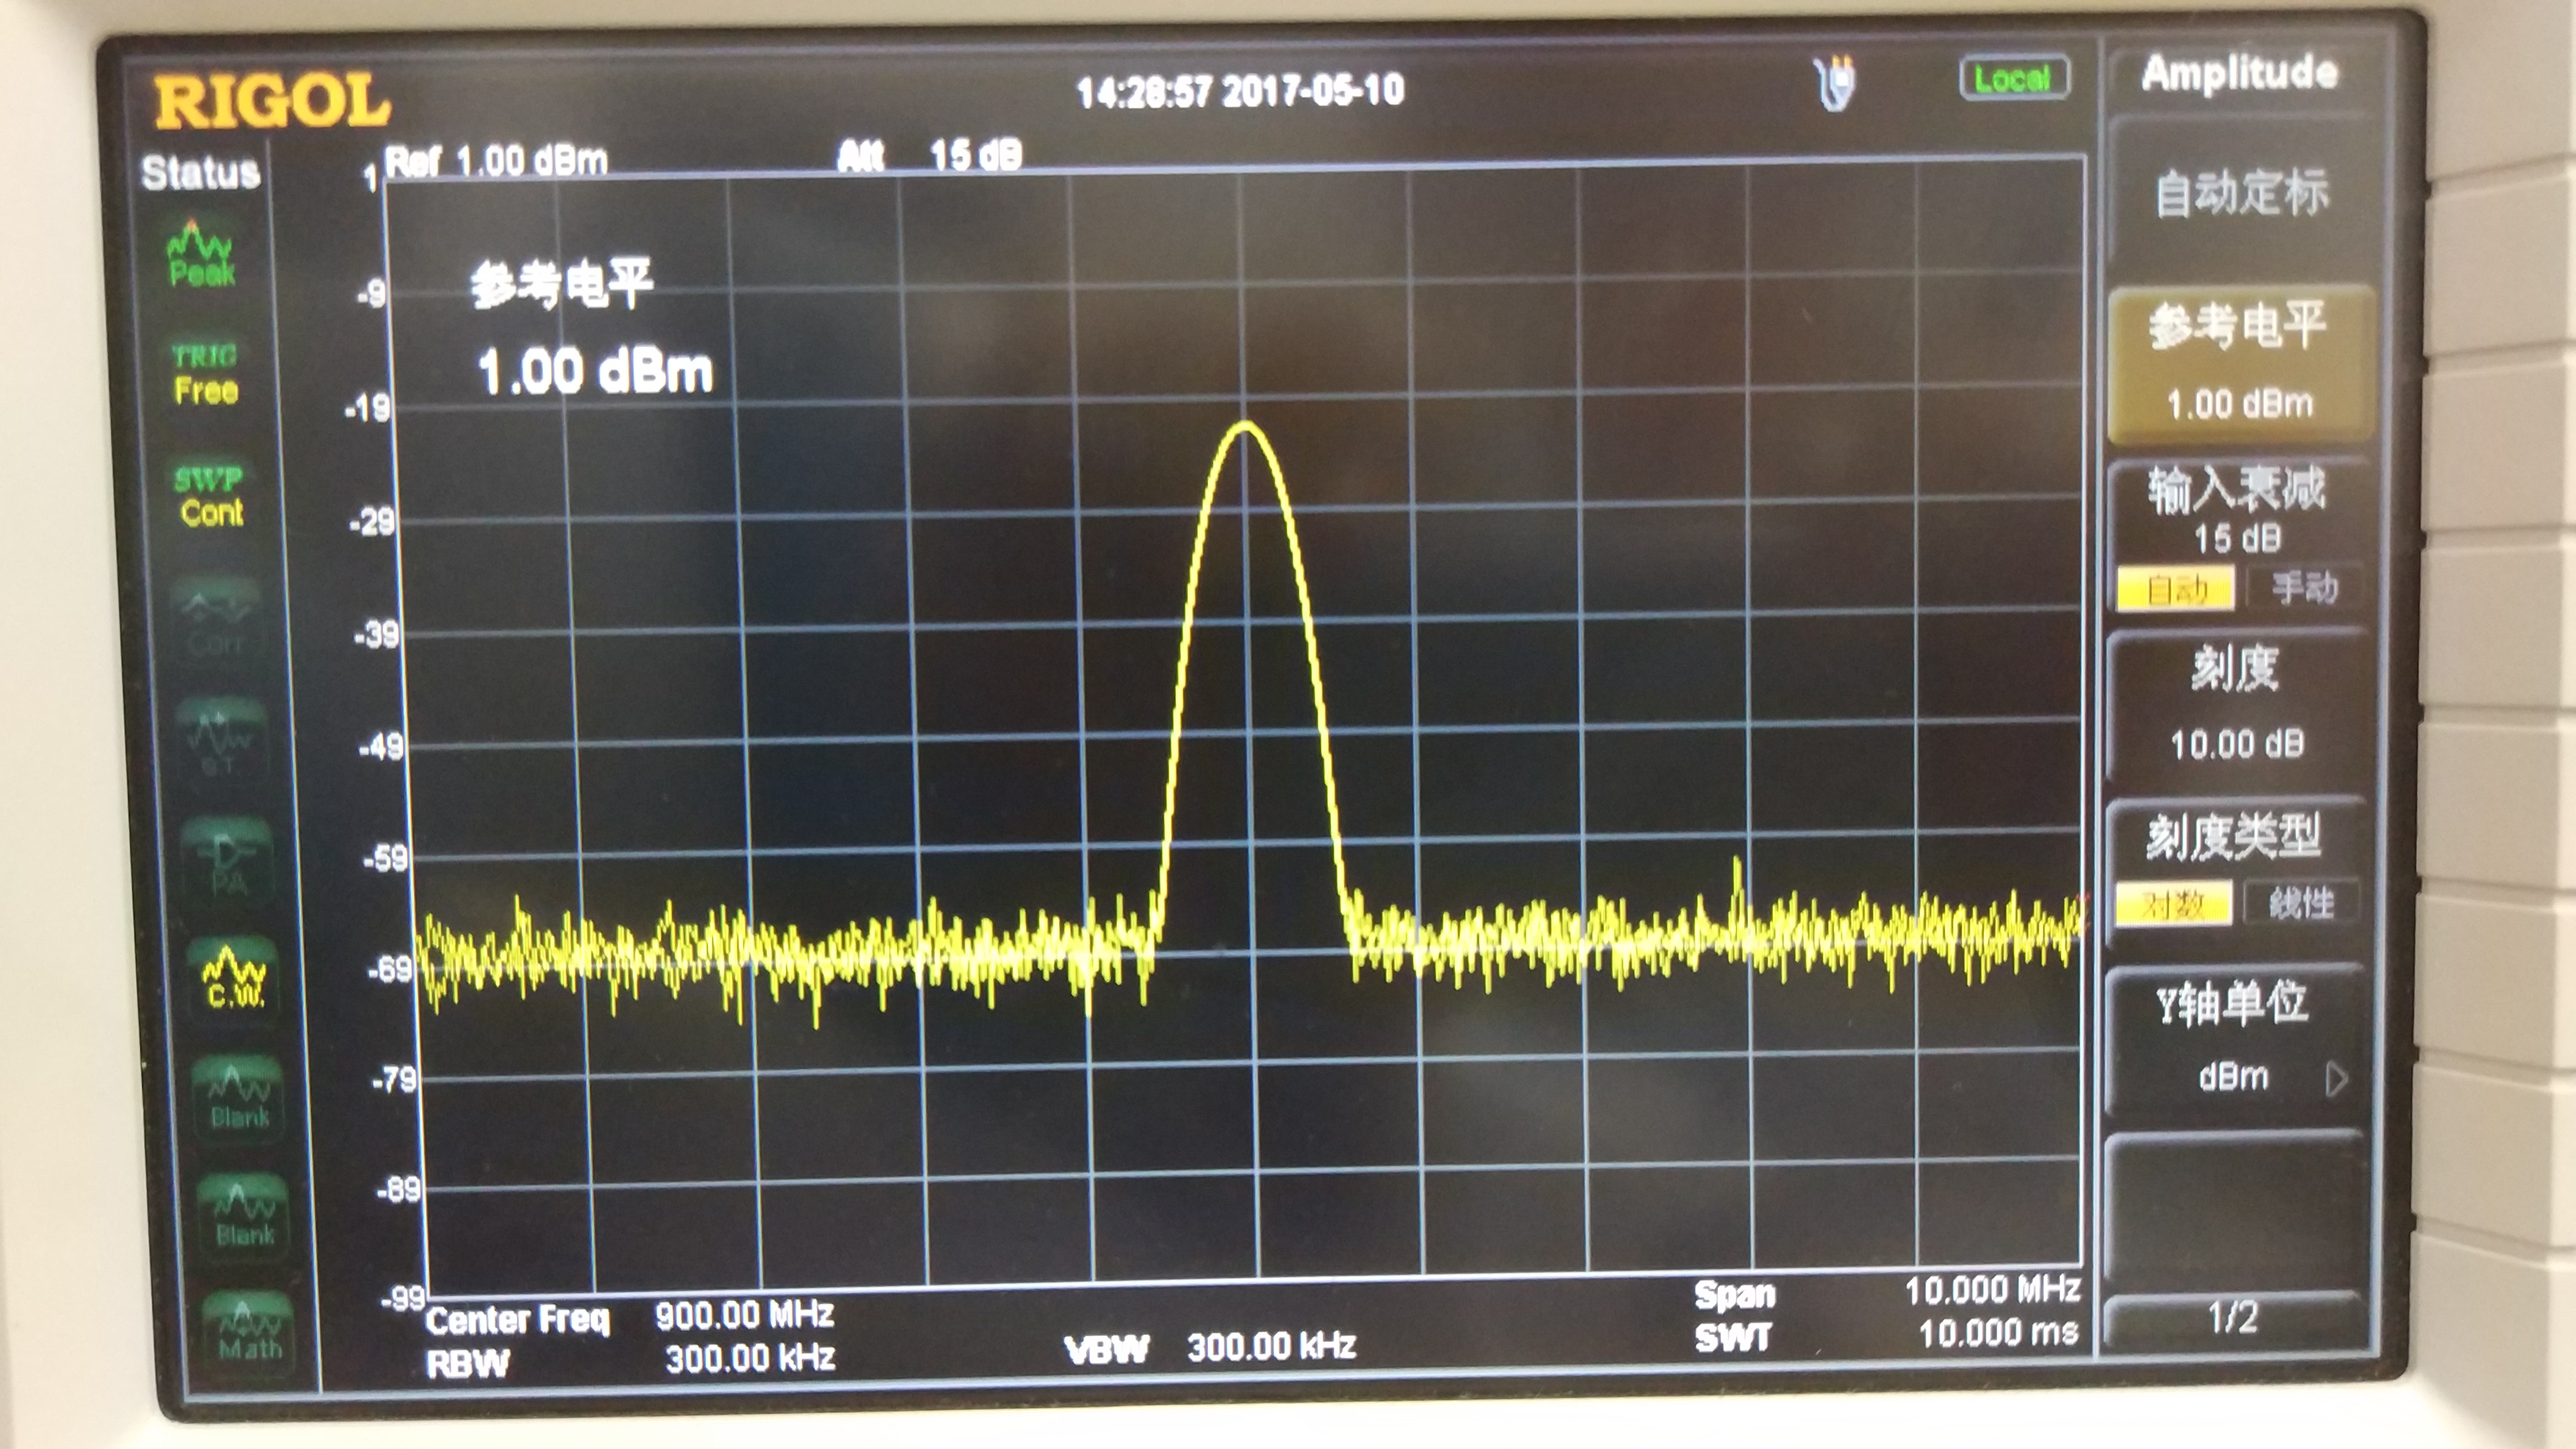 RIGOL
14:28:57 2017-05-10
Local
Status
Ref 1.00 dBm
Att 15 dB
参考电平
1.00 dBm
1
-9
-19
-29
-39
-49
-59
-69
-79
-89
-99
Peak
TRIG
Free
SWP
Cont
Corr
S.T.
PA
C.W.
Blank
Blank
Math
Center Freq 900.00 MHz
Span 10.000 MHz
RBW 300.00 kHz
VBW 300.00 kHz
SWT 10.000 ms
Amplitude
自动定标
参考电平
1.00 dBm
输入衰减
15 dB
自动 手动
刻度
10.00 dB
刻度类型
对数 线性
Y轴单位
dBm
1/2